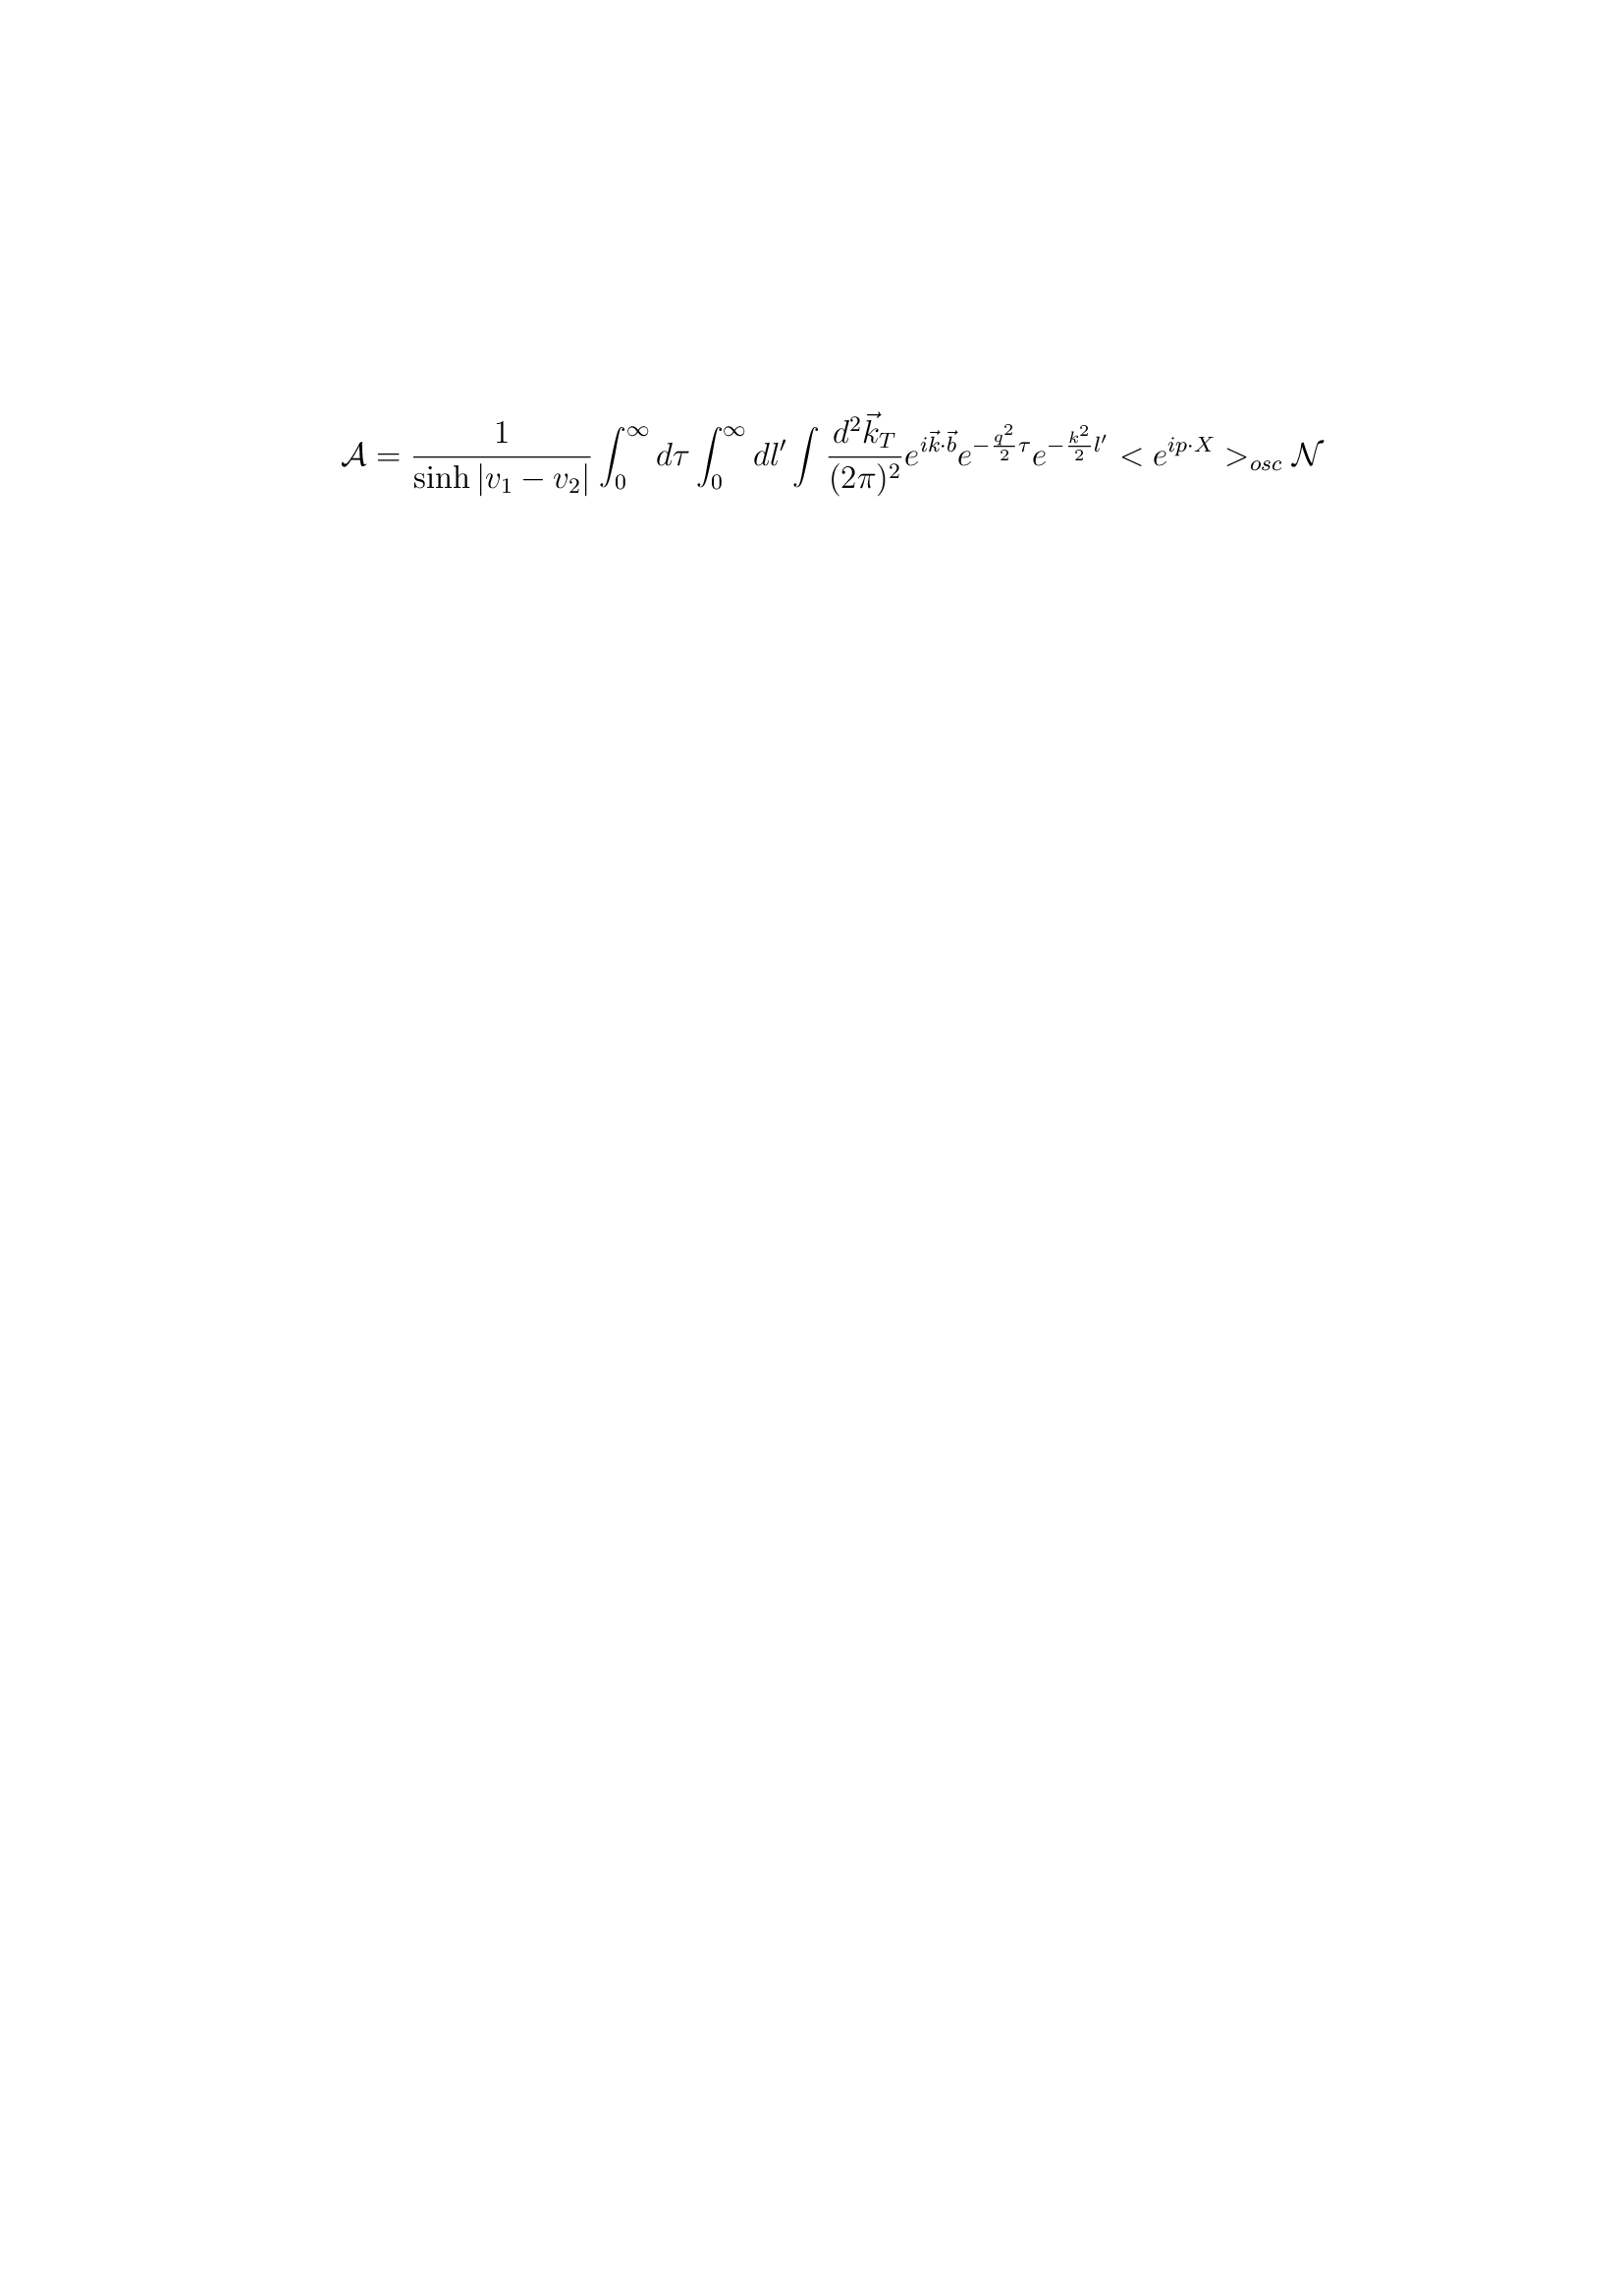 $$\mathcal{A} = \frac{1}{\sinh |v_1 - v_2|} \int_0^\infty d\tau \int_0^\infty dl' \int \frac{d^2 \vec{k}_T}{(2\pi)^2} e^{i\vec{k}\cdot\vec{b}} e^{-\frac{q^2}{2}\tau} e^{-\frac{k^2}{2}l'} < e^{ip\cdot X} >_{osc} \mathcal{N}$$